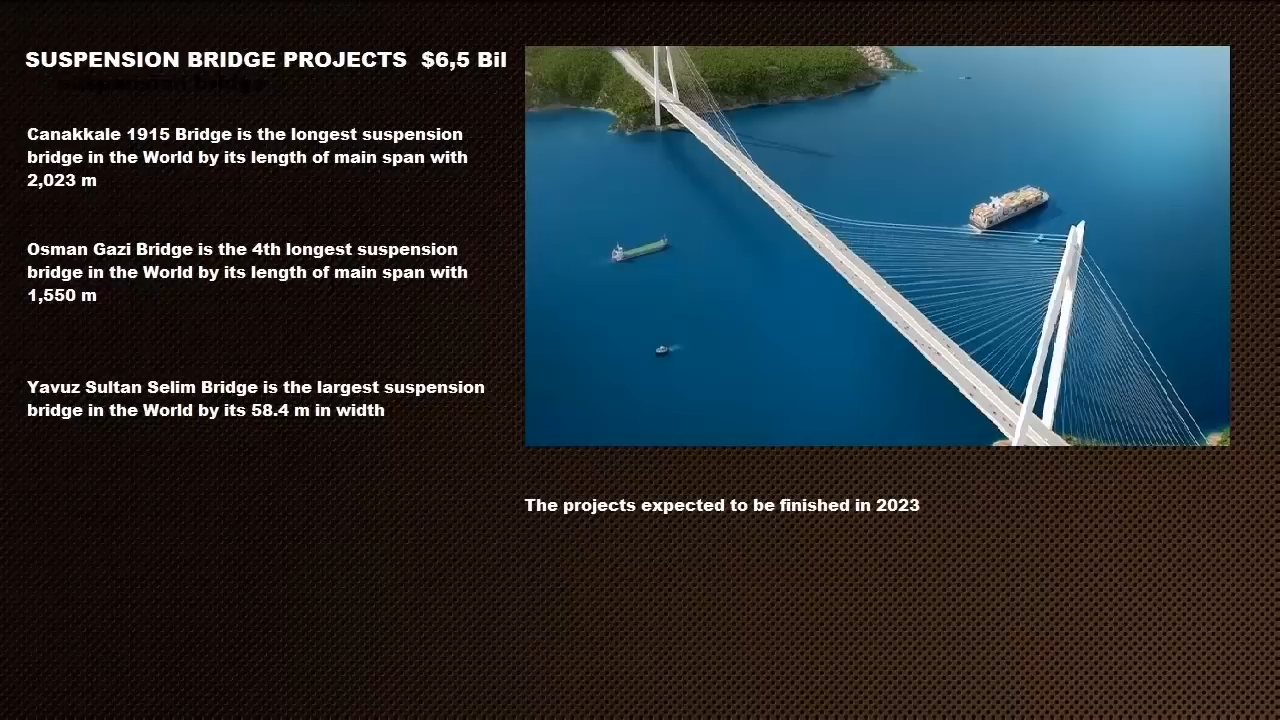 SUSPENSION BRIDGE PROJECTS $6,5 Bil
Canakkale 1915 Bridge is the longest suspension
bridge in the World by its length of main span with
2,023 m
Osman Gazi Bridge is the 4th longest suspension
bridge in the World by its length of main span with
1,550 m
Yavuz Sultan Selim Bridge is the largest suspension
bridge in the World by its 58.4 m in width
The projects expected to be finished in 2023